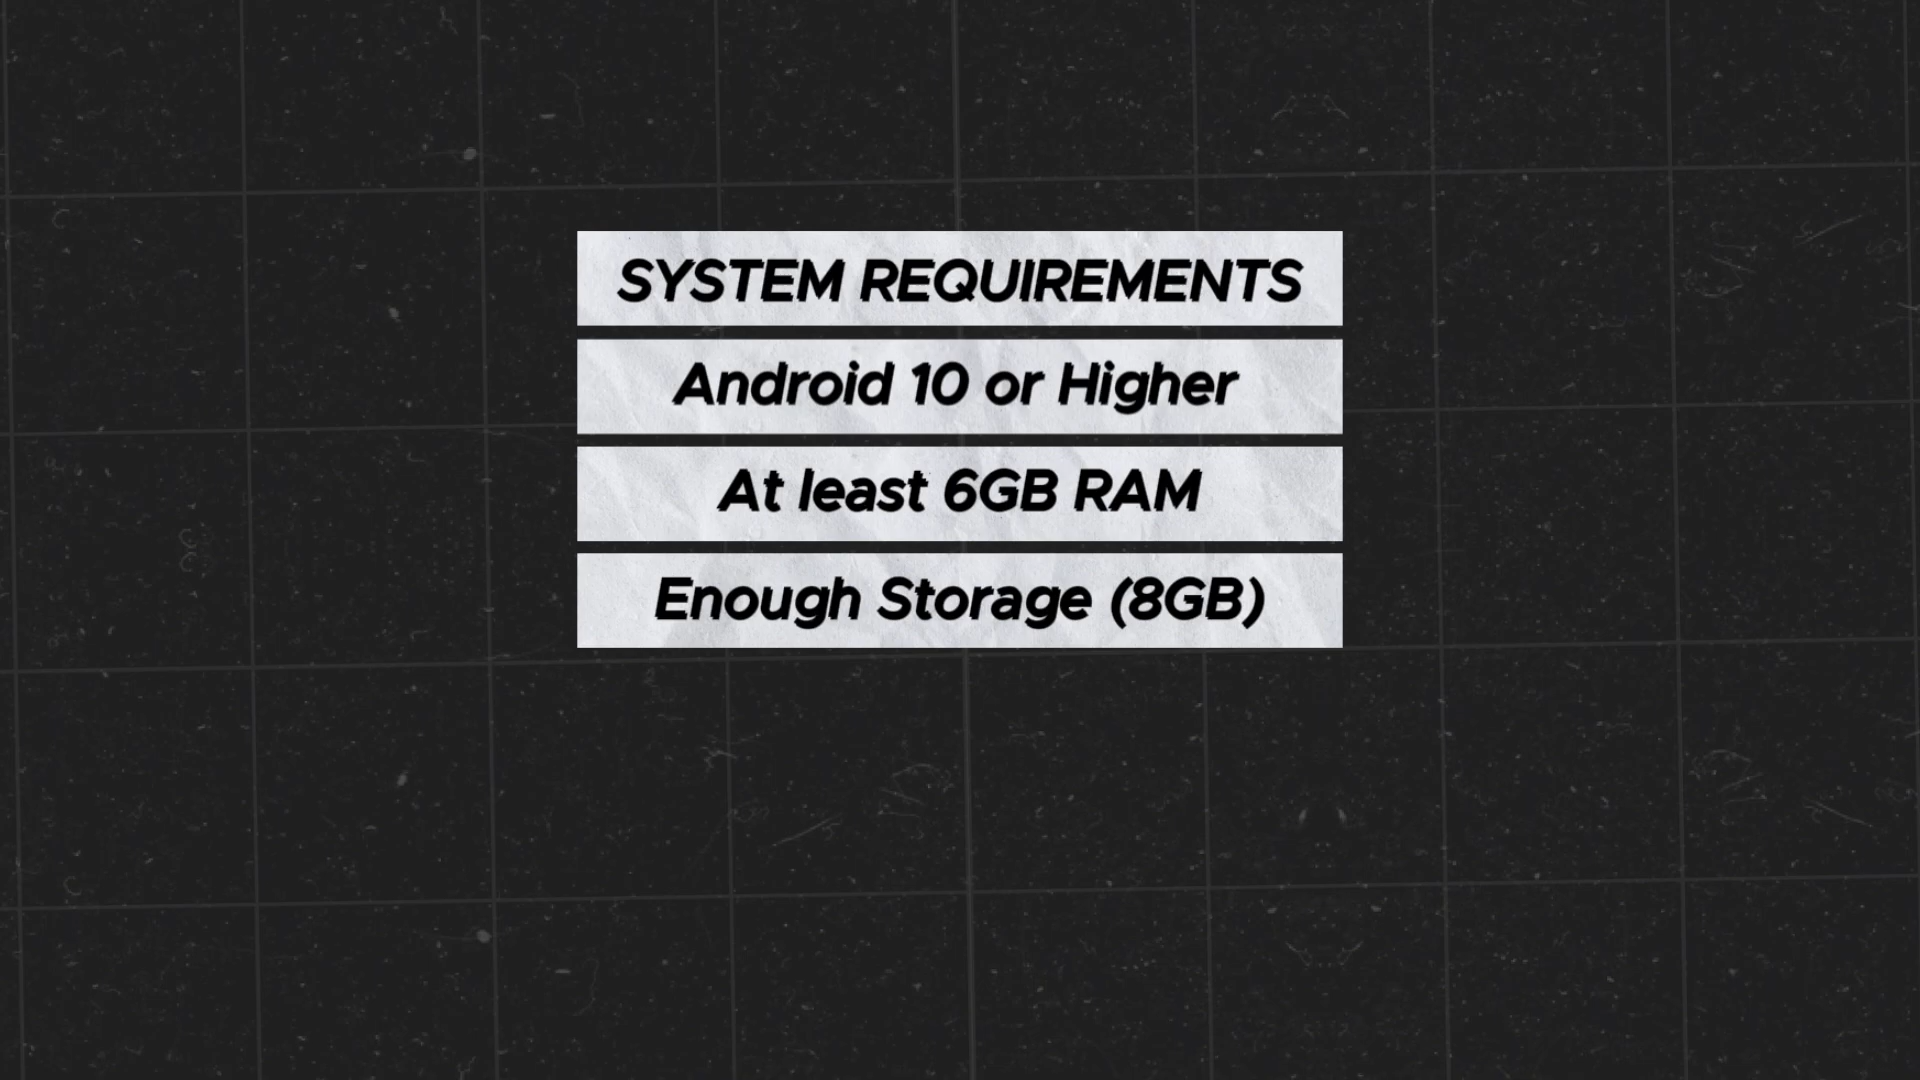 SYSTEM REQUIREMENTS
Android 10 or Higher
At least 6GB RAM
Enough Storage (8GB)